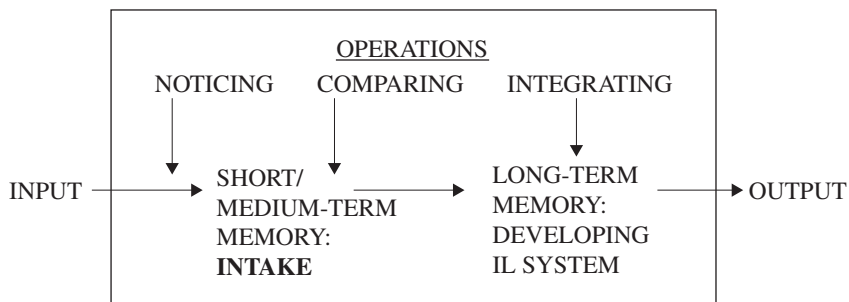 OPERATIONS
NOTICING COMPARING INTEGRATING
INPUT
SHORT/
MEDIUM-TERM
MEMORY:
INTAKE
LONG-TERM
MEMORY:
DEVELOPING
IL SYSTEM
OUTPUT